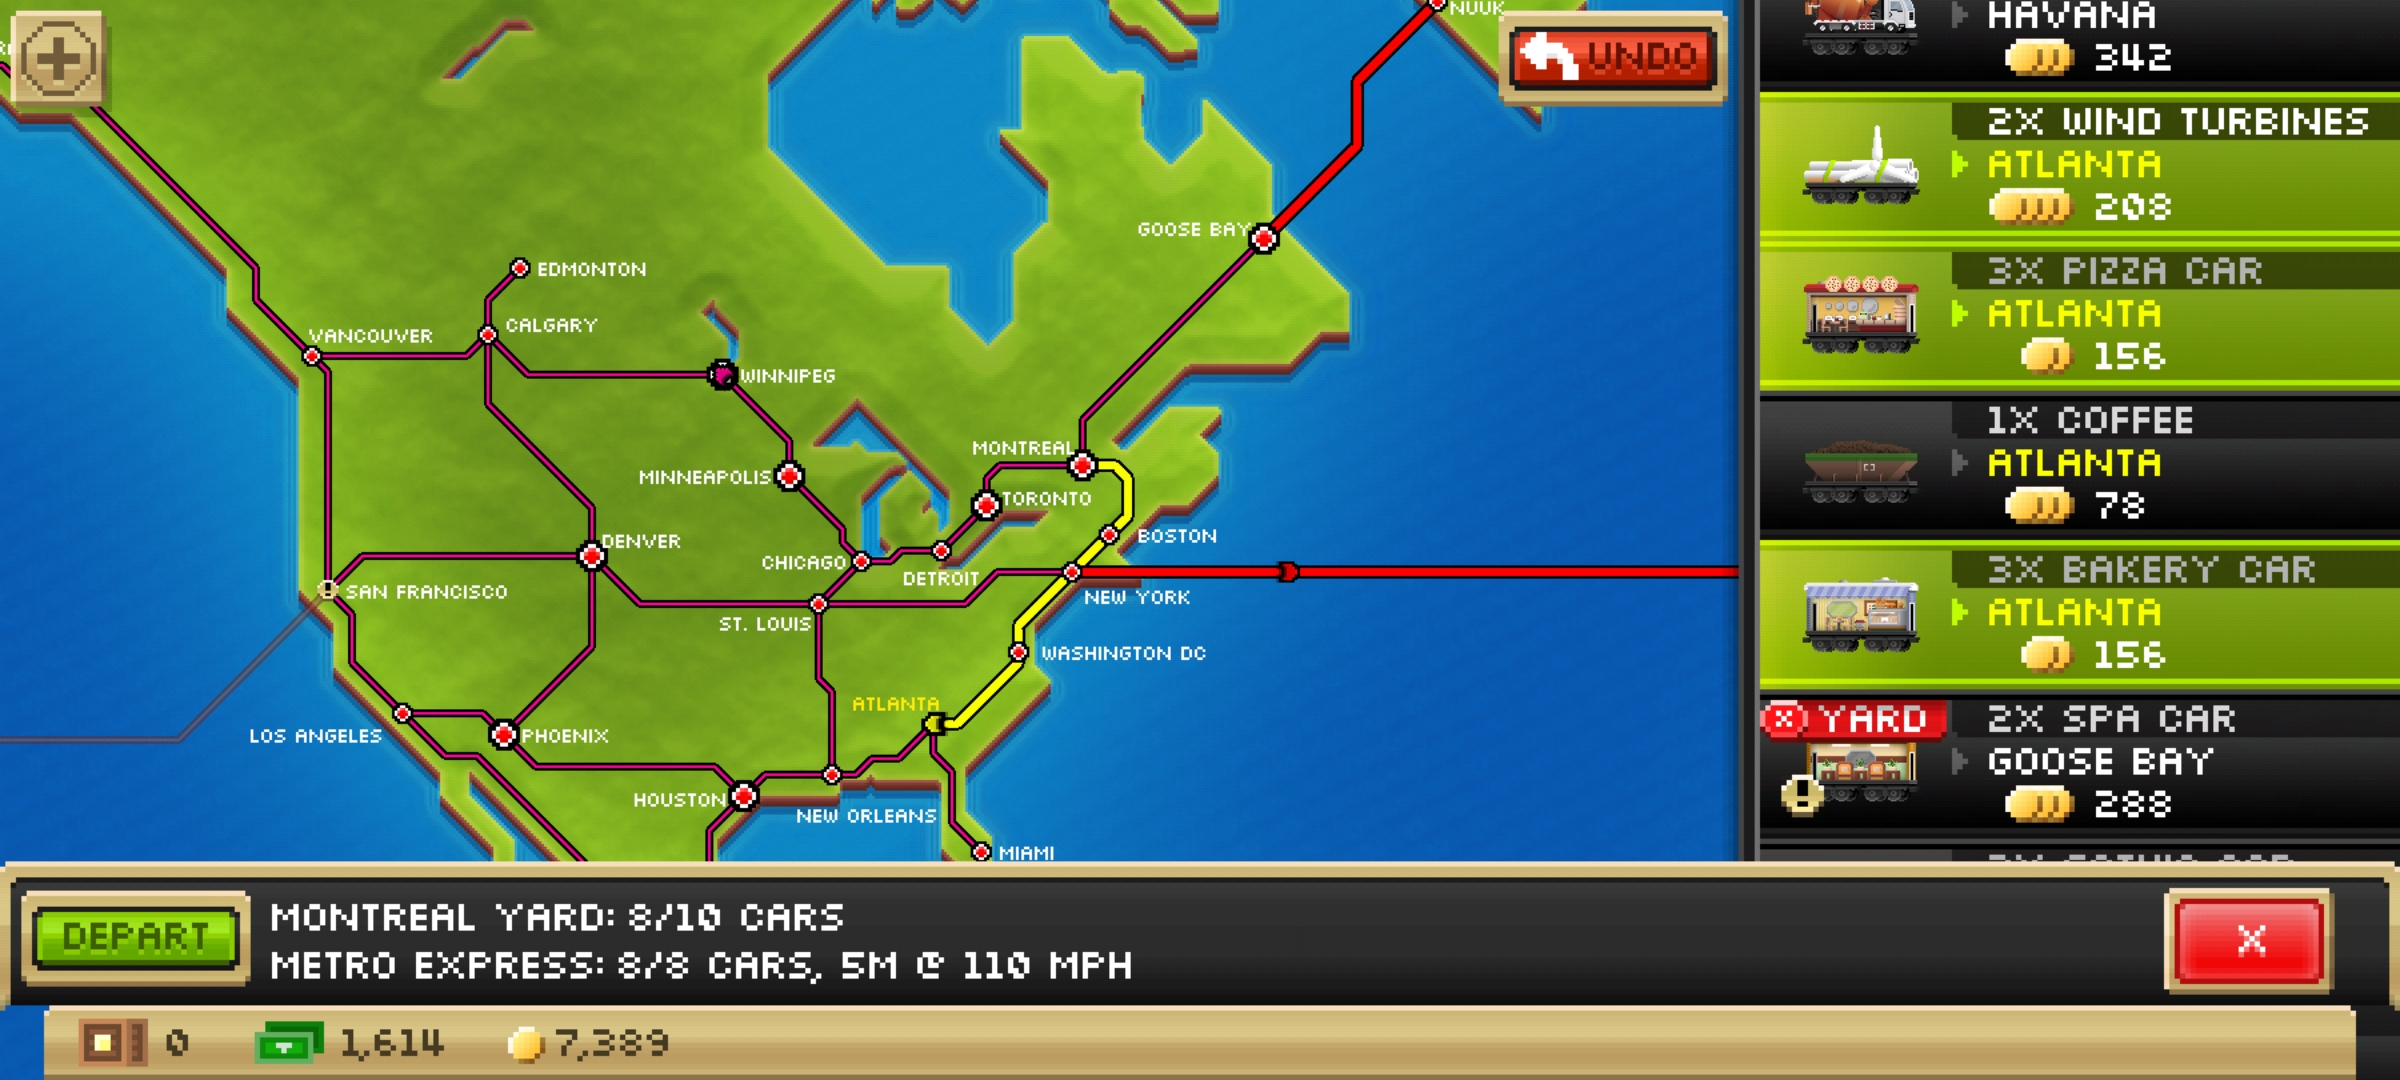 NUUK
UNDO
GOOSE BAY
EDMONTON
VANCOUVER
CALGARY
WINNIPEG
MONTREAL
MINNEAPOLIS
TORONTO
DENVER
BOSTON
CHICAGO
DETROIT
SAN FRANCISCO
NEW YORK
ST. LOUIS
WASHINGTON DC
ATLANTA
LOS ANGELES
PHOENIX
HOUSTON
NEW ORLEANS
MIAMI
HAVANA
342
2X WIND TURBINES
ATLANTA
208
3X PIZZA CAR
ATLANTA
156
1X COFFEE
ATLANTA
78
3X BAKERY CAR
ATLANTA
156
YARD
2X SPA CAR
GOOSE BAY
288
DEPART
MONTREAL YARD: 8/10 CARS
METRO EXPRESS: 8/8 CARS, 5M @ 110 MPH
X
0
1,614
7,389